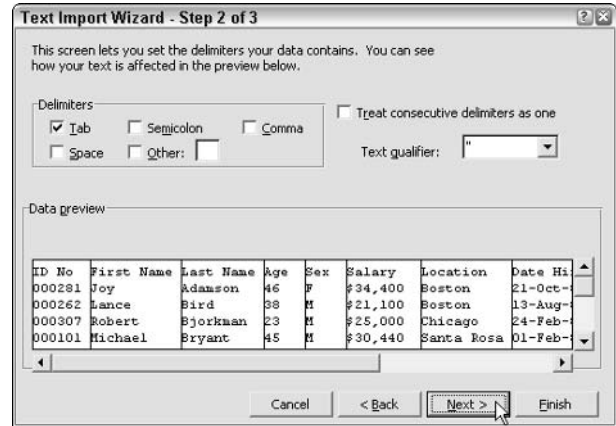 Text Import Wizard - Step 2 of 3
This screen lets you set the delimiters your data contains. You can see
how your text is affected in the preview below.
Delimiters
Tab Semicolon Comma
Space Other:
Treat consecutive delimiters as one
Text qualifier: "
Data preview
ID No First Name Last Name Age Sex Salary Location Date Hi
000281 Joy Adamson 46 F $34,400 Boston 21-Oct-
000262 Lance Bird 38 M $21,100 Boston 13-Aug-
000307 Robert Bjorkman 23 M $25,000 Chicago 24-Feb-
000101 Michael Bryant 45 M $30,440 Santa Rosa 01-Feb-
Cancel < Back Next > Finish